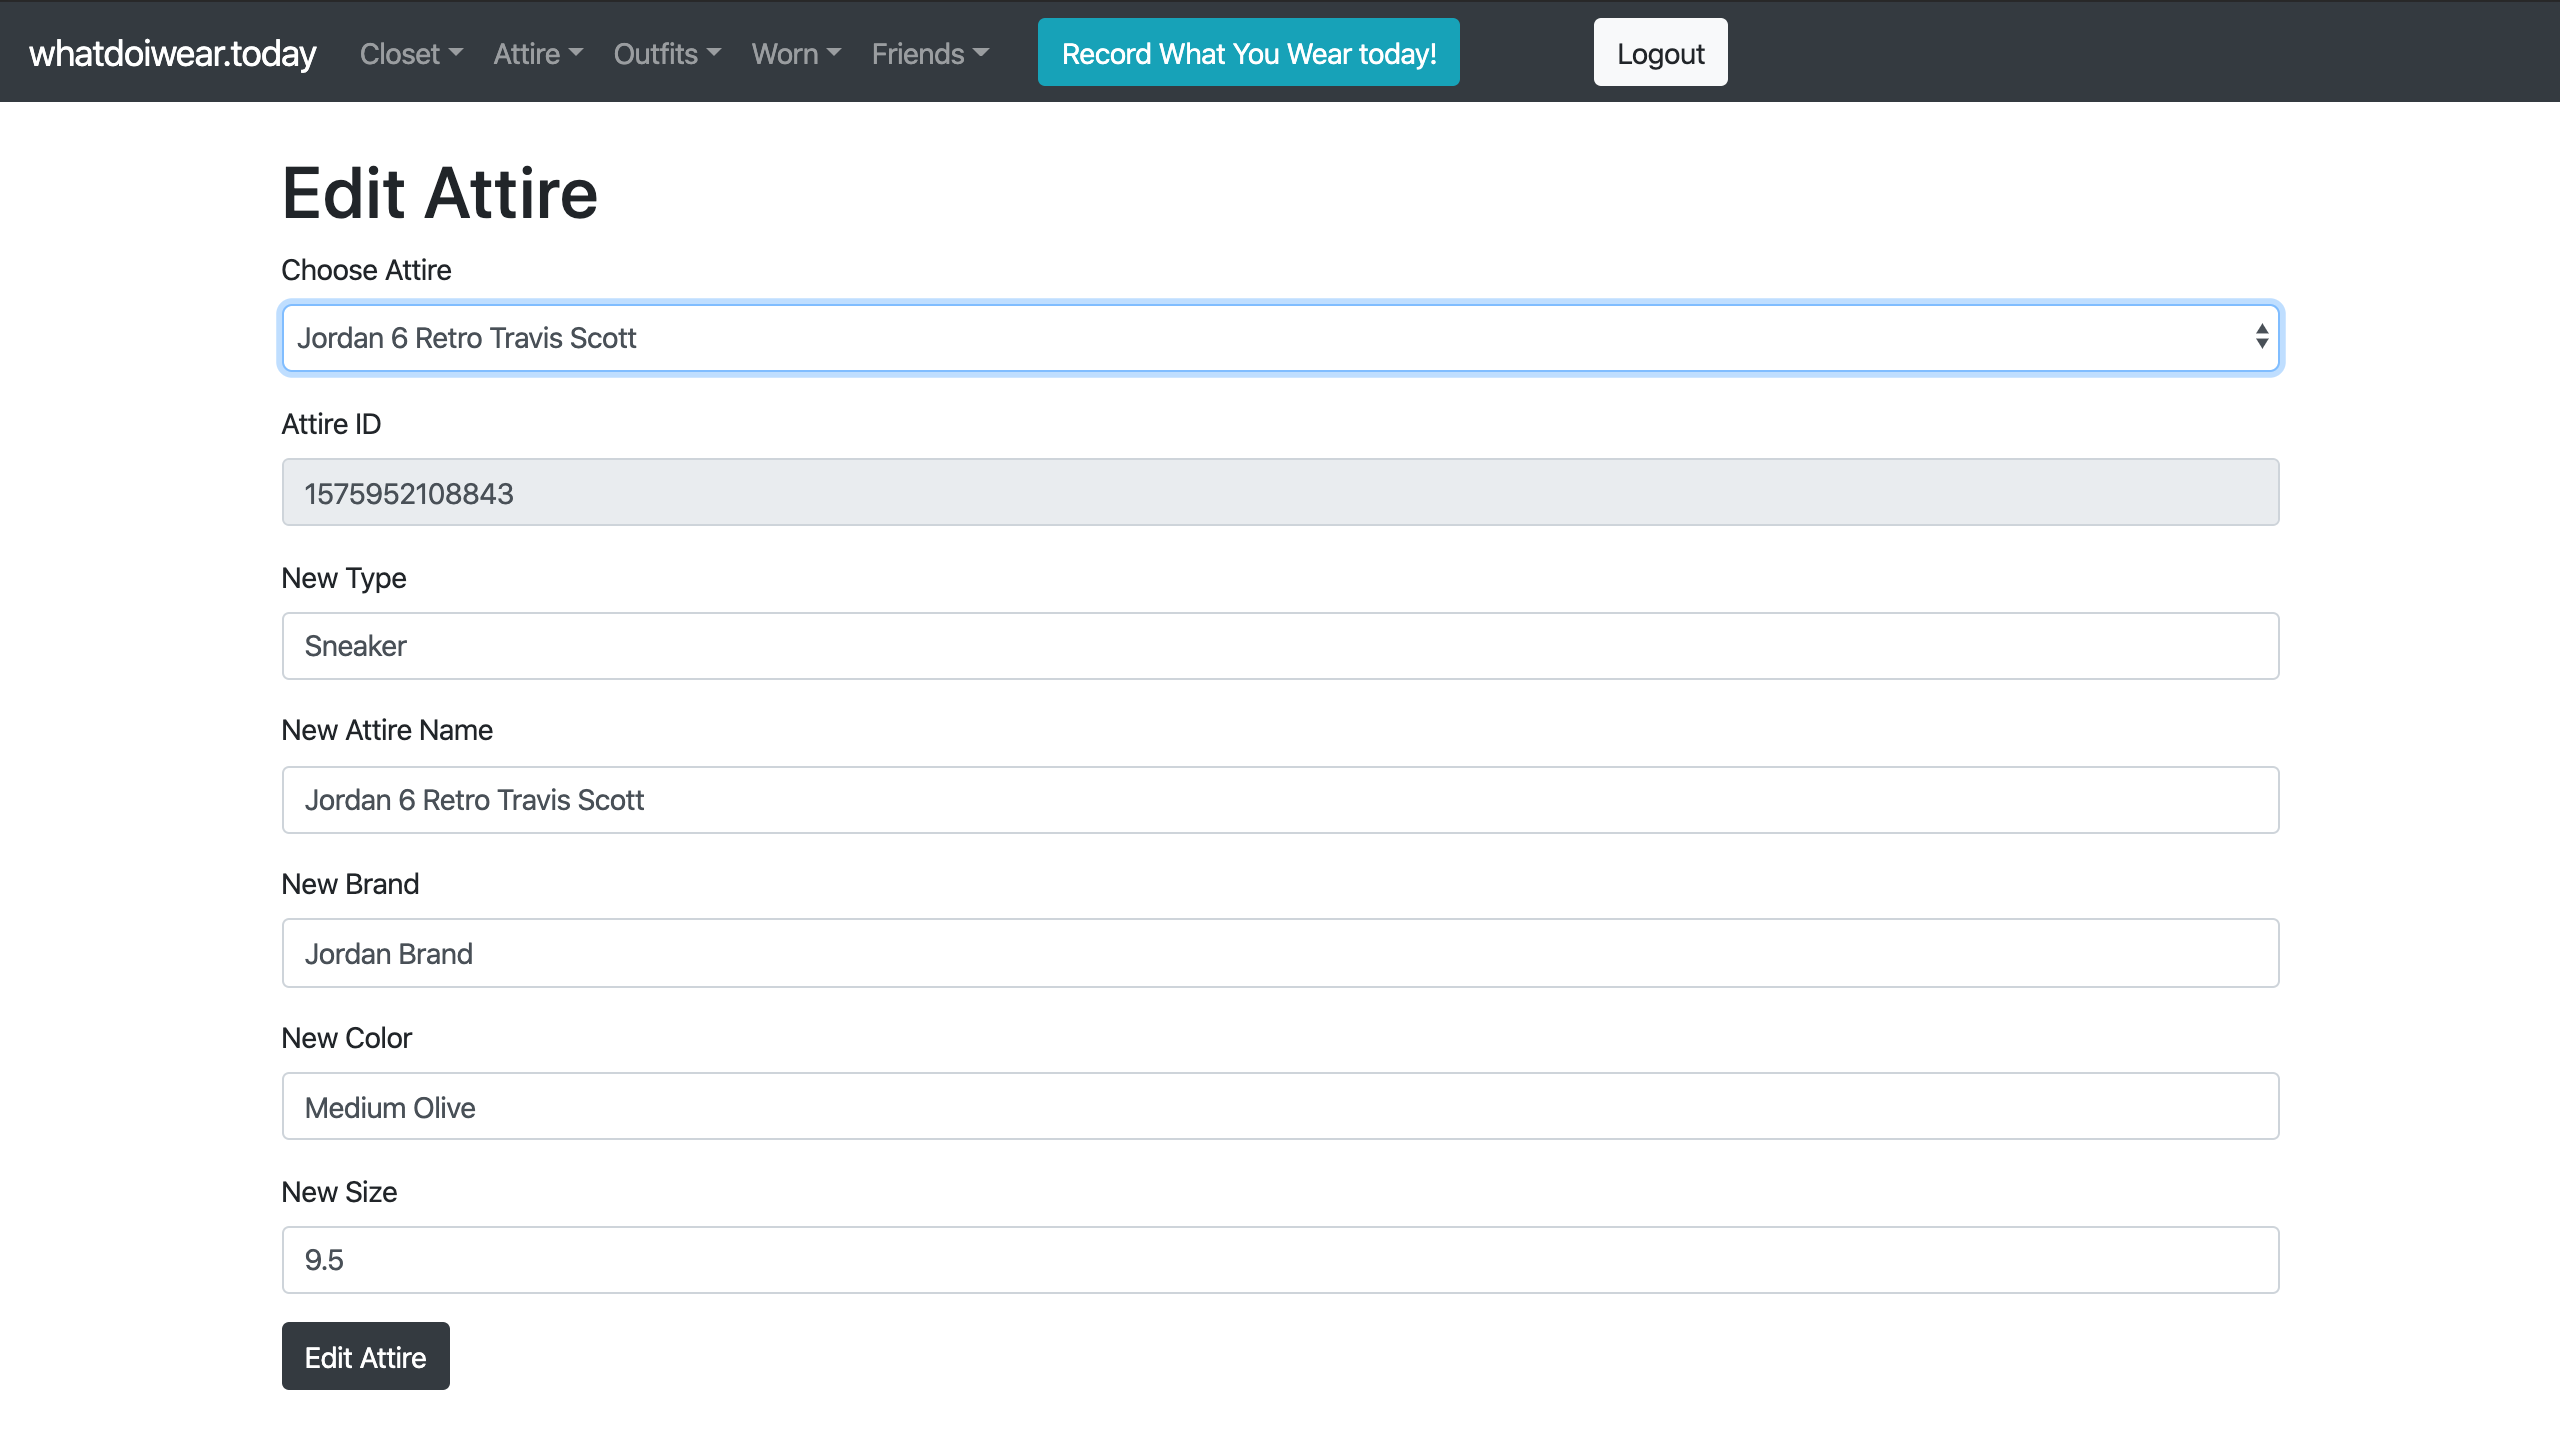 whatdoiwear.today Closet Attire Outfits Worn Friends Record What You Wear today! Logout
Edit Attire
Choose Attire
Jordan 6 Retro Travis Scott
Attire ID
1575952108843
New Type
Sneaker
New Attire Name
Jordan 6 Retro Travis Scott
New Brand
Jordan Brand
New Color
Medium Olive
New Size
9.5
Edit Attire